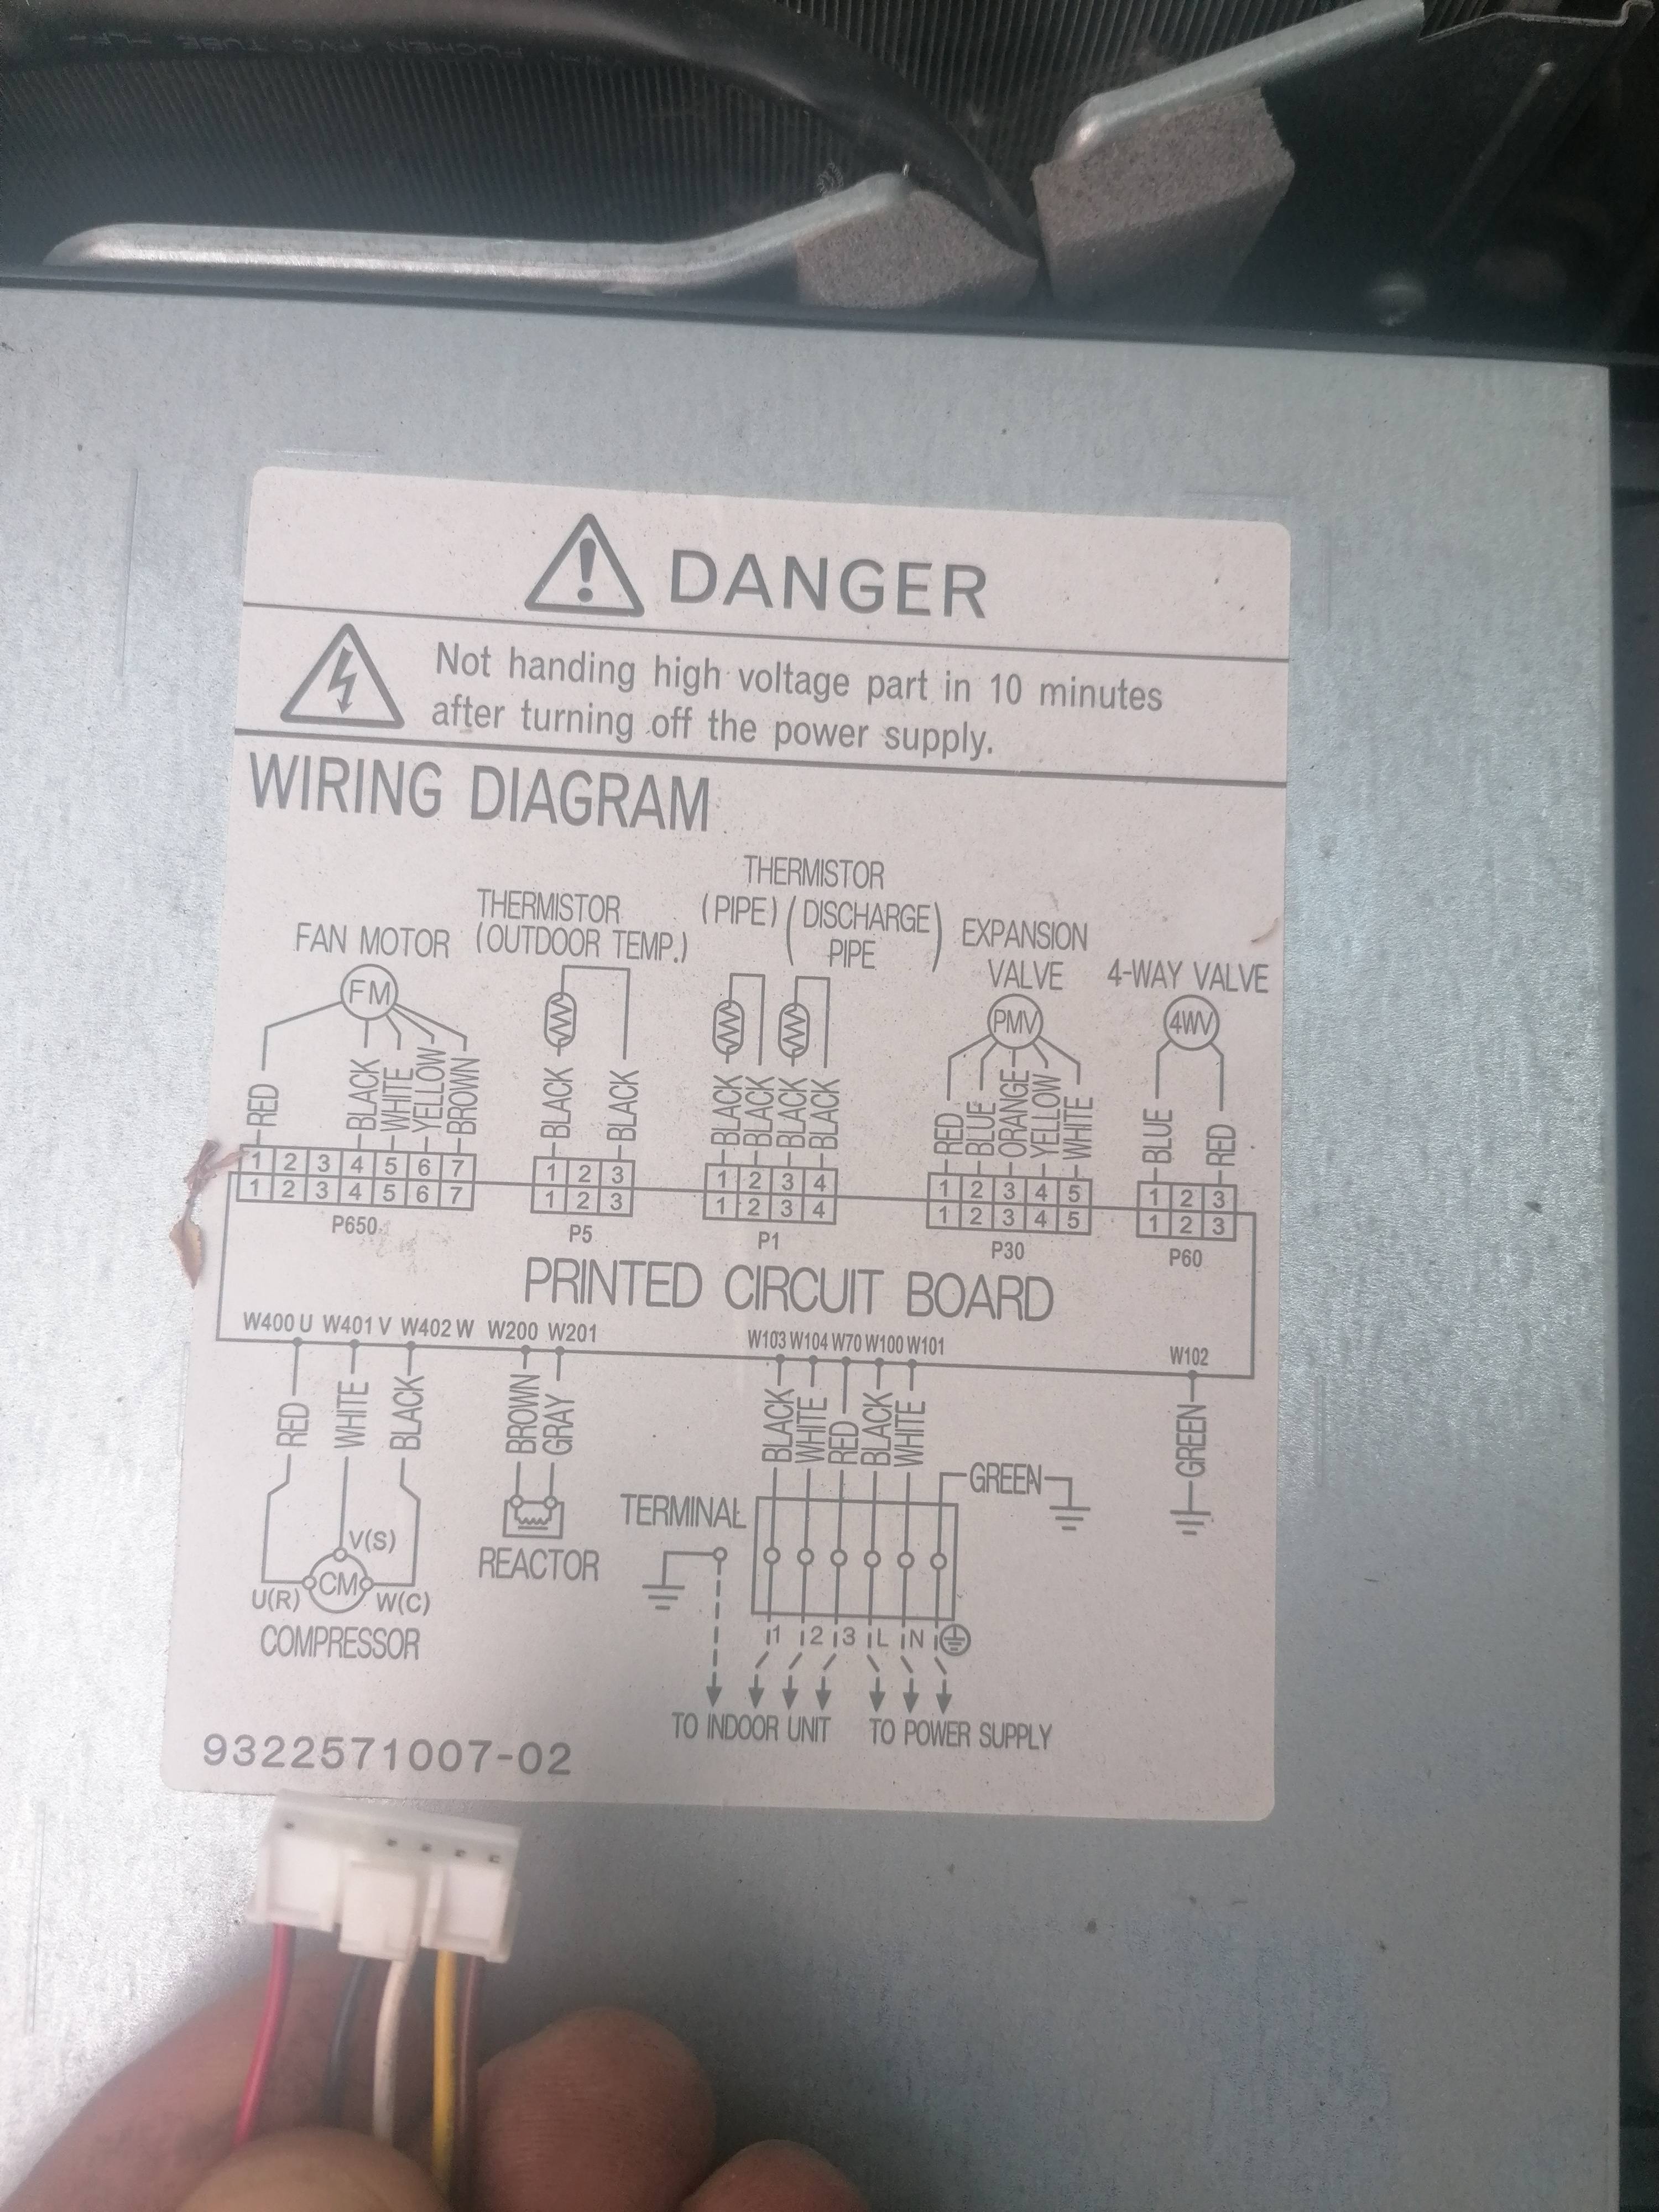 FUCHEN PVC TUBE
DANGER
Not handing high voltage part in 10 minutes
after turning off the power supply.
WIRING DIAGRAM
THERMISTOR
THERMISTOR (PIPE) (DISCHARGE PIPE) EXPANSION
FAN MOTOR (OUTDOOR TEMP.) VALVE 4-WAY VALVE
FM PMV 4WV
RED BLACK WHITE YELLOW BROWN BLACK BLACK BLACK BLACK BLACK BLACK RED BLUE ORANGE YELLOW WHITE BLUE RED
1 2 3 4 5 6 7 1 2 3 1 2 3 4 1 2 3 4 5 1 2 3
1 2 3 4 5 6 7 1 2 3 1 2 3 4 1 2 3 4 5 1 2 3
P650 P5 P1 P30 P60
PRINTED CIRCUIT BOARD
W400 U W401 V W402 W W200 W201 W103 W104 W70 W100 W101 W102
RED WHITE BLACK BROWN GRAY BLACK WHITE RED BLACK WHITE GREEN
GREEN
TERMINAL
V(S)
CM
U(R) W(C)
REACTOR
COMPRESSOR
1 2 3 L N
TO INDOOR UNIT TO POWER SUPPLY
9322571007-02